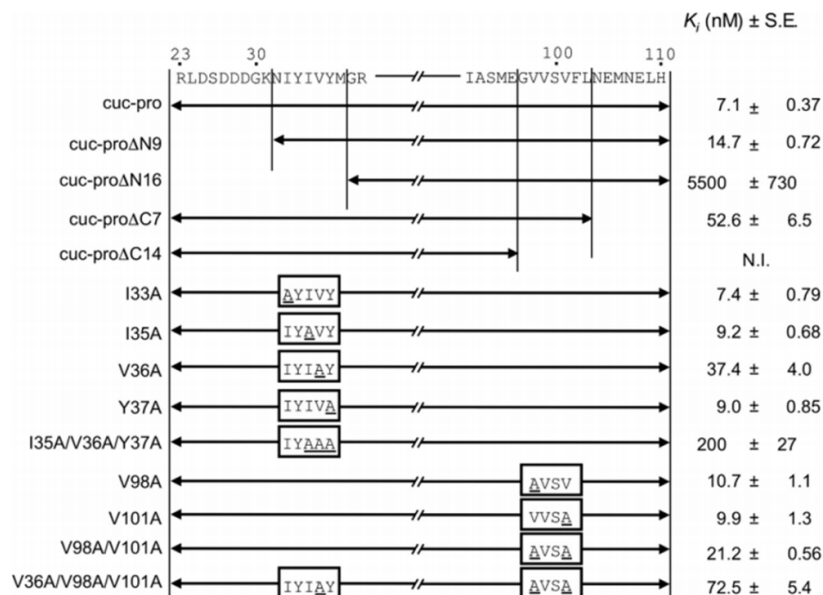 Ki (nM) ± S.E.
23 30 100 110
RLDSDDDGKNIYIVYMGR IASMEGVVSVFLNEMNELH
cuc-pro 7.1 ± 0.37
cuc-proΔN9 14.7 ± 0.72
cuc-proΔN16 5500 ± 730
cuc-proΔC7 52.6 ± 6.5
cuc-proΔC14 N.I.
I33A AYIVY 7.4 ± 0.79
I35A IYAVY 9.2 ± 0.68
V36A IYIAY 37.4 ± 4.0
Y37A IYIVA 9.0 ± 0.85
I35A/V36A/Y37A IYAAA 200 ± 27
V98A AVSV 10.7 ± 1.1
V101A VVSA 9.9 ± 1.3
V98A/V101A AVSA 21.2 ± 0.56
V36A/V98A/V101A IYIAY AVSA 72.5 ± 5.4